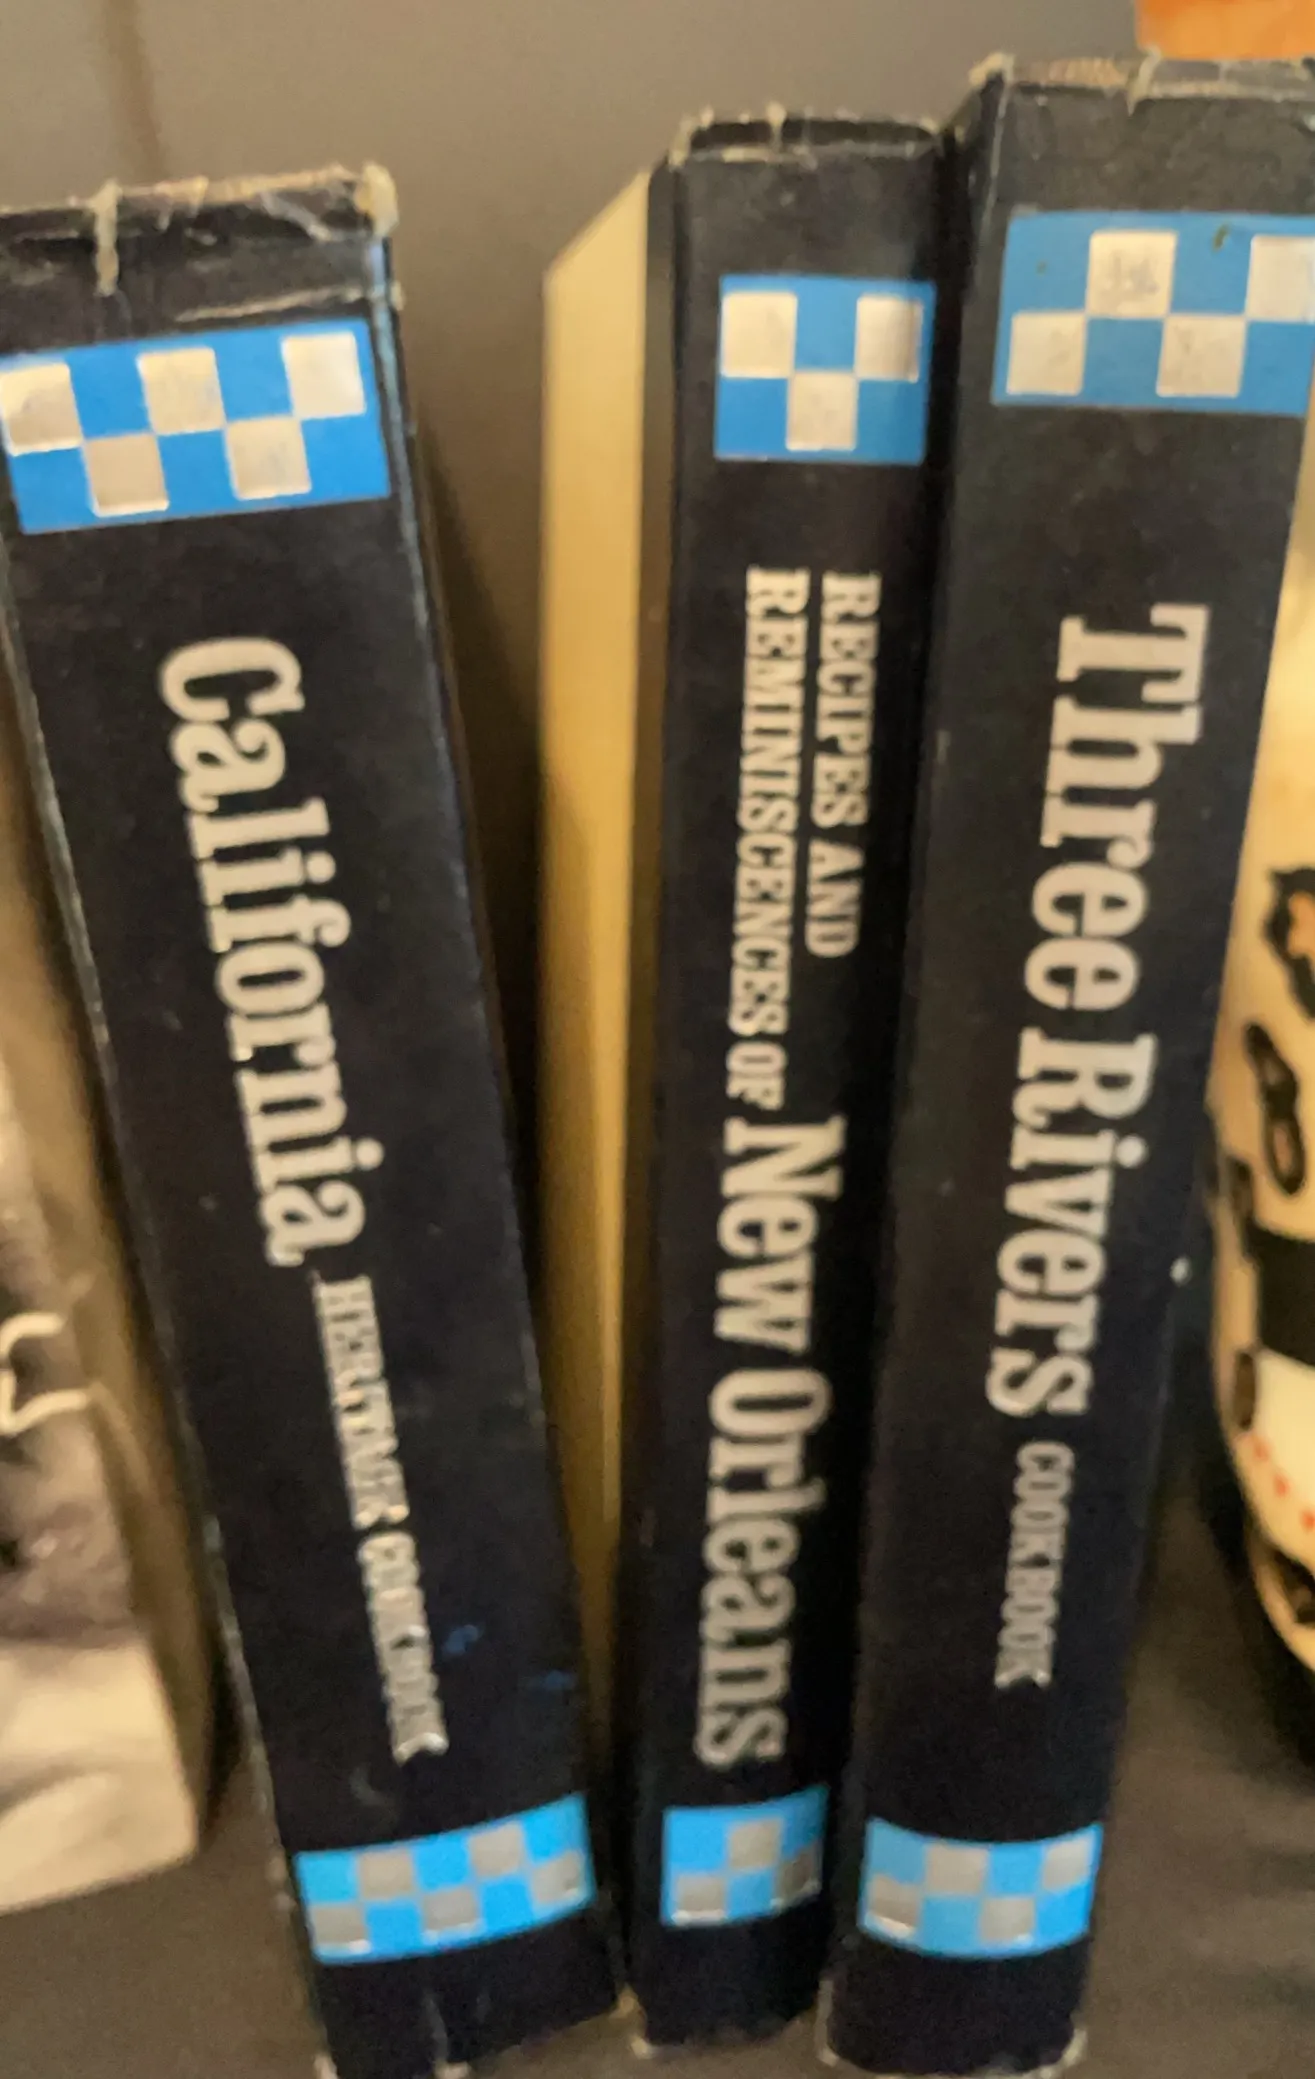 California HERITAGE COOKBOOK
RECIPES AND
REMINISCENCES OF New Orleans
Three Rivers COOKBOOK